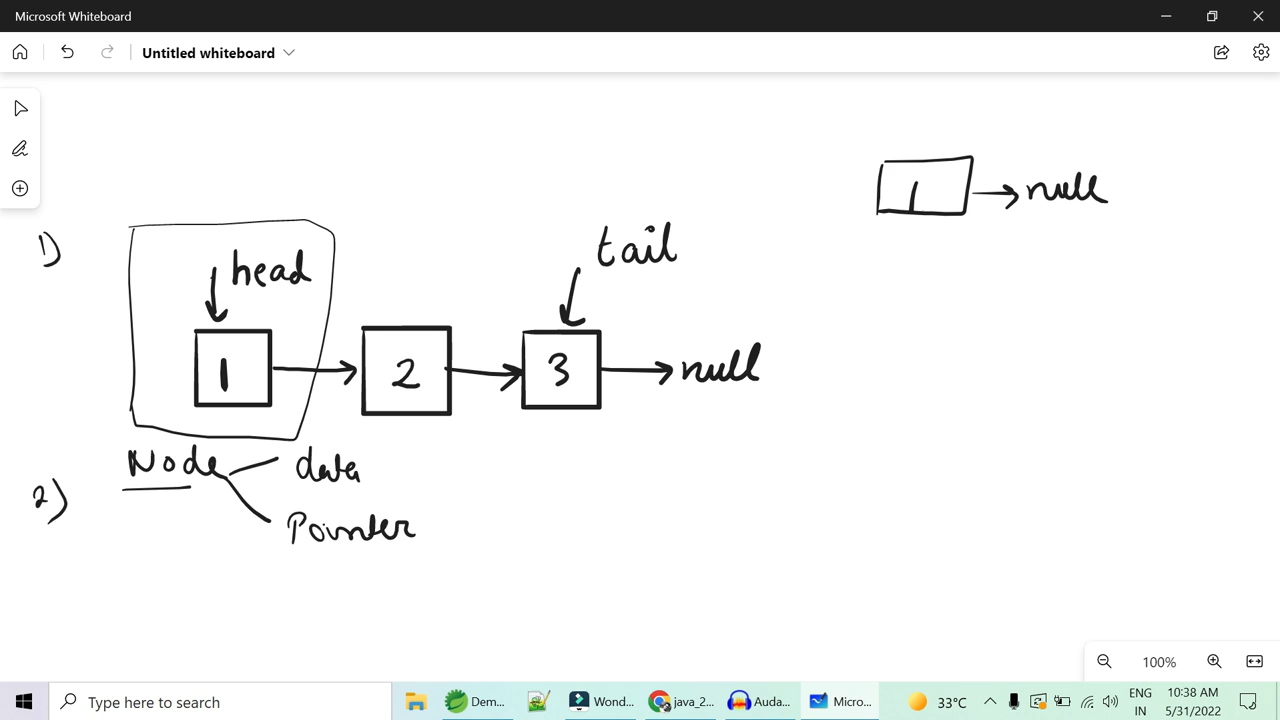 Microsoft Whiteboard
Untitled whiteboard
1 → null
1)
head
tail
1 → 2 → 3 → null
Node
data
2)
Pointer
100%
Type here to search
Dem...
Wond...
java_2...
Auda...
Micro...
33°C
ENG
IN
10:38 AM
5/31/2022